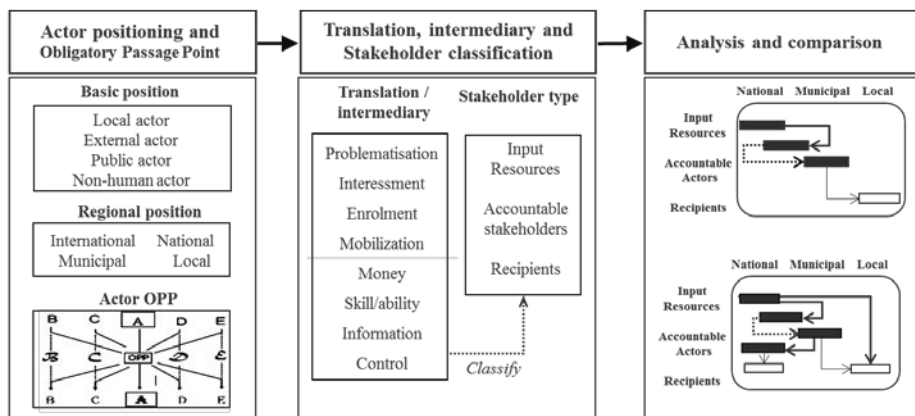 Actor positioning and
Obligatory Passage Point
Basic position
Local actor
External actor
Public actor
Non-human actor
Regional position
International National
Municipal Local
Actor OPP
B C A D E
B C OPP D E
B C A D E
Translation, intermediary and
Stakeholder classification
Translation /
intermediary
Problematisation
Interessment
Enrolment
Mobilization
Money
Skill/ability
Information
Control
Stakeholder type
Input
Resources
Accountable
stakeholders
Recipients
Classify
Analysis and comparison
National Municipal Local
Input
Resources
Accountable
Actors
Recipients
National Municipal Local
Input
Resources
Accountable
Actors
Recipients